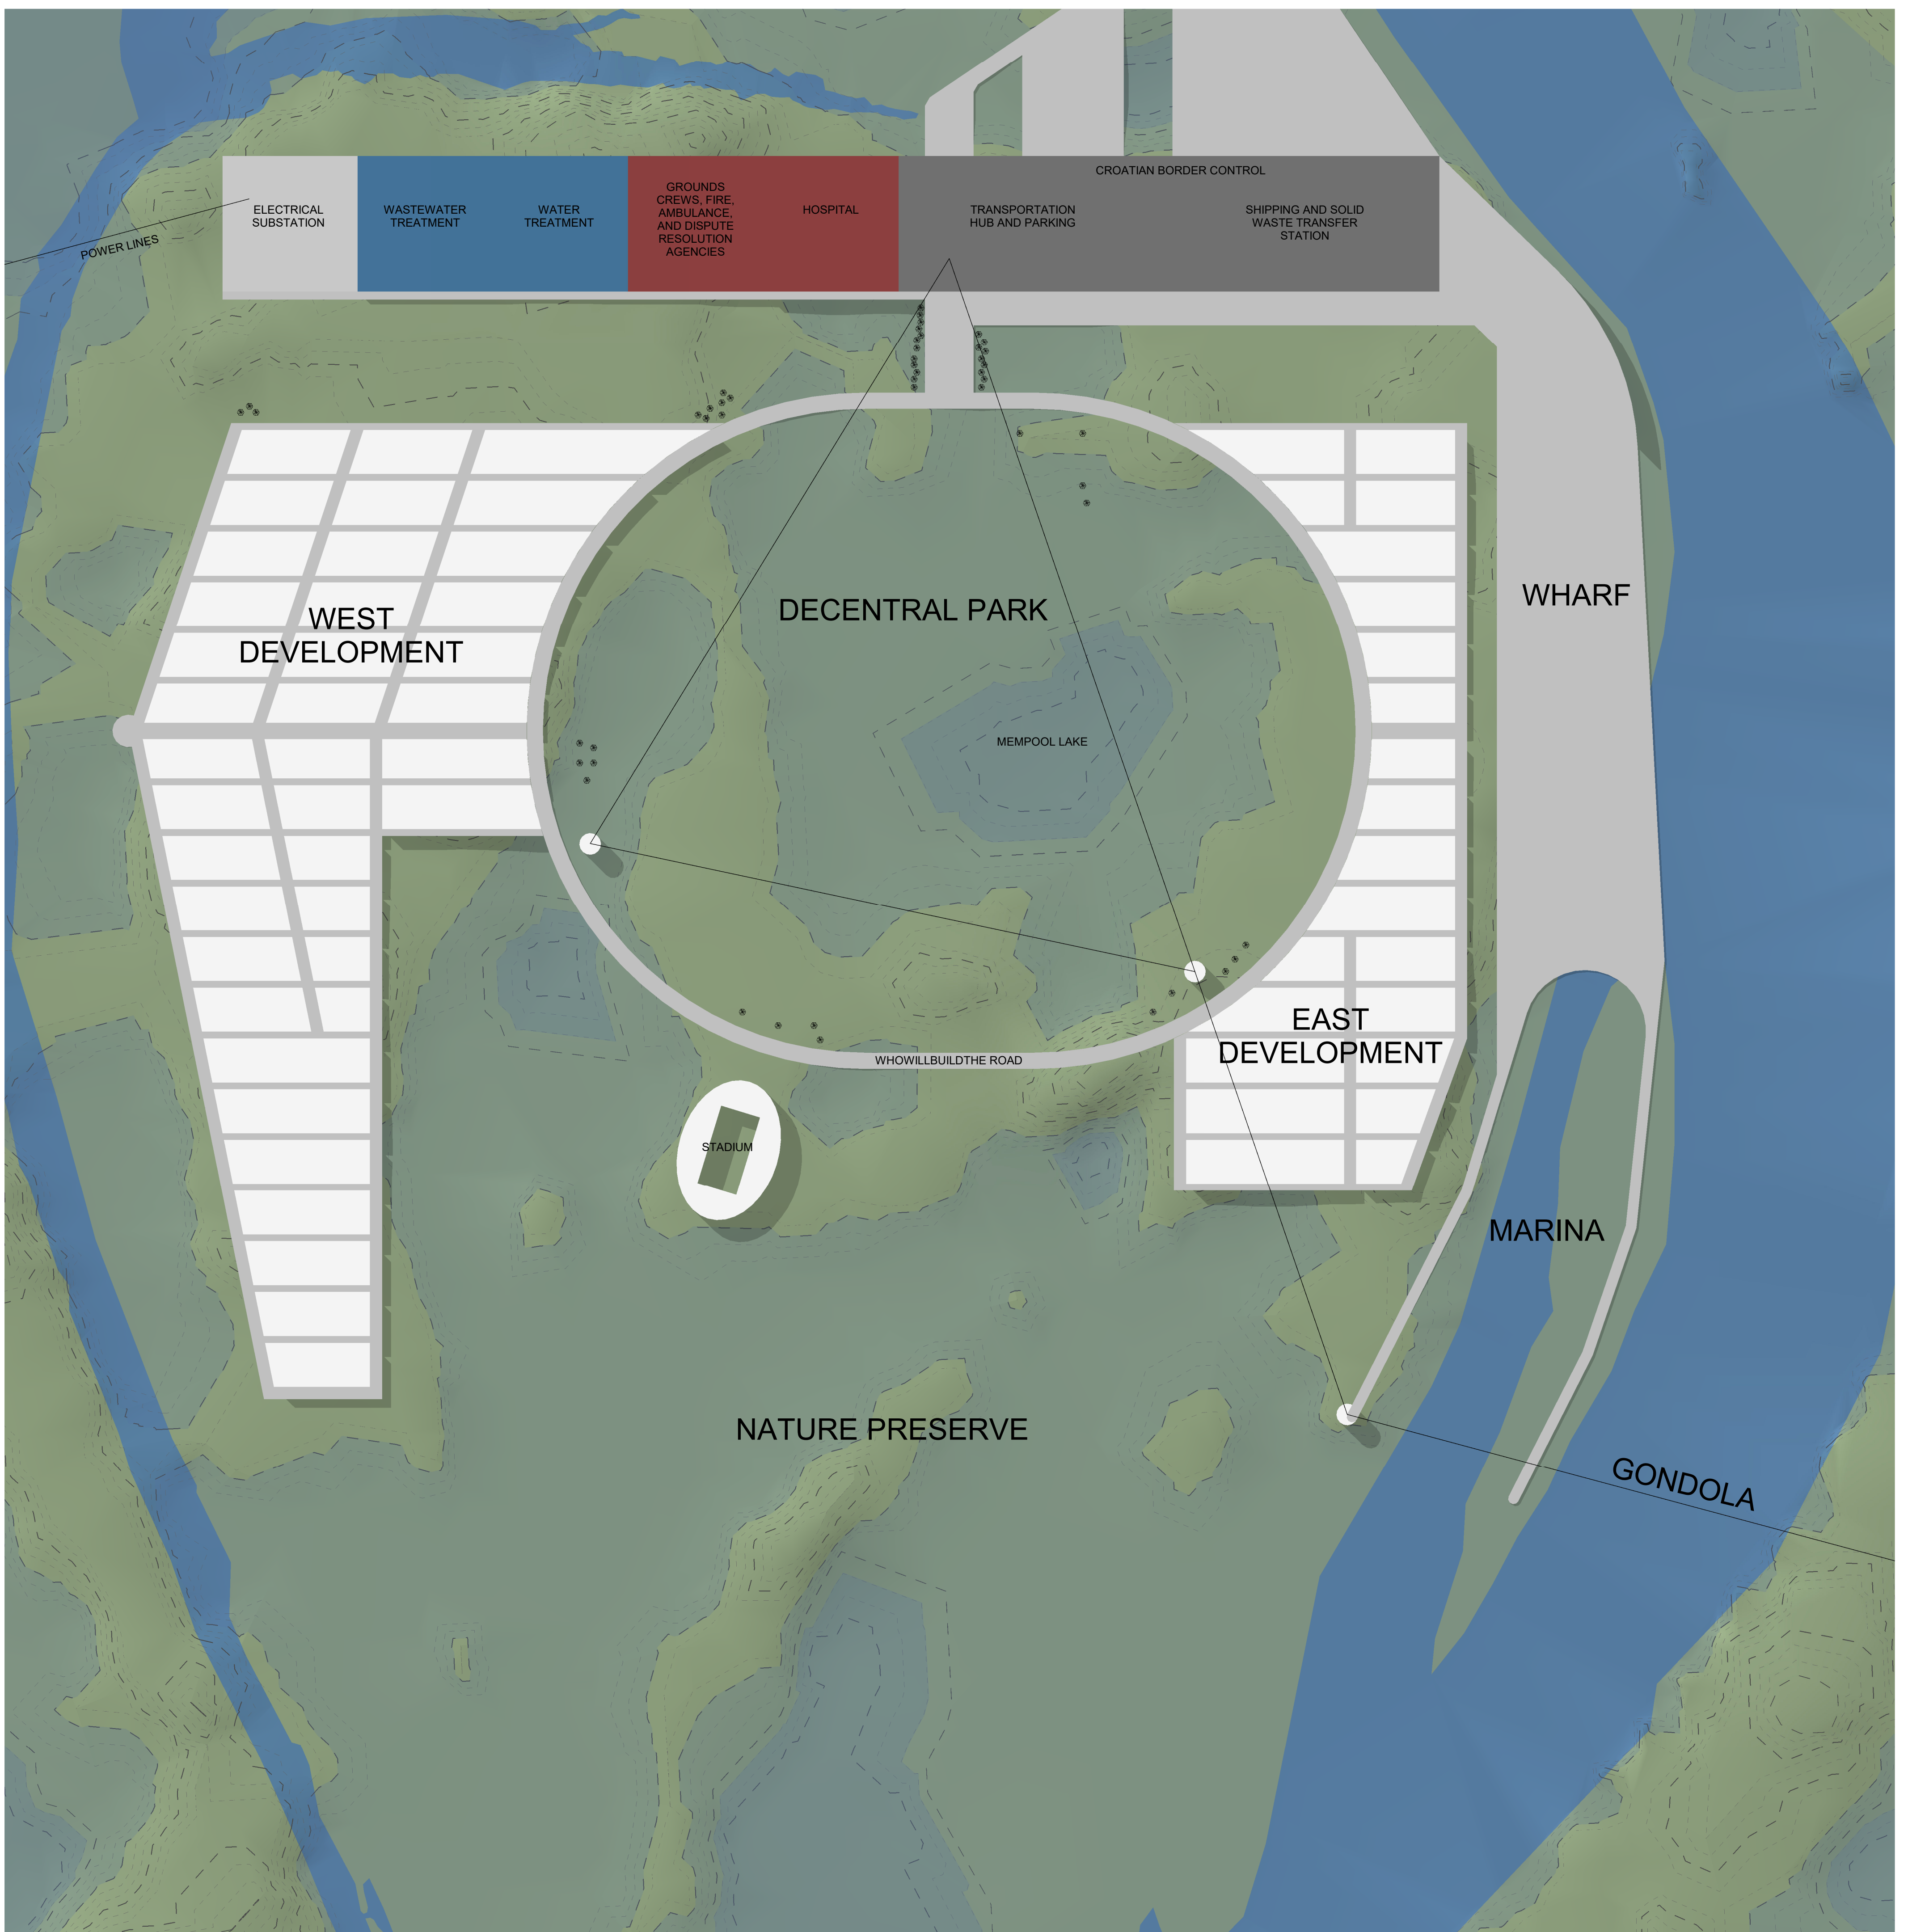 CROATIAN BORDER CONTROL
GROUNDS
CREWS, FIRE,
AMBULANCE,
AND DISPUTE
RESOLUTION
AGENCIES
ELECTRICAL
SUBSTATION
WASTEWATER
TREATMENT
WATER
TREATMENT
HOSPITAL
TRANSPORTATION
HUB AND PARKING
SHIPPING AND SOLID
WASTE TRANSFER
STATION
POWER LINES
WEST
DEVELOPMENT
DECENTRAL PARK
WHARF
MEMPOOL LAKE
EAST
DEVELOPMENT
WHOWILLBUILDTHE ROAD
STADIUM
MARINA
NATURE PRESERVE
GONDOLA